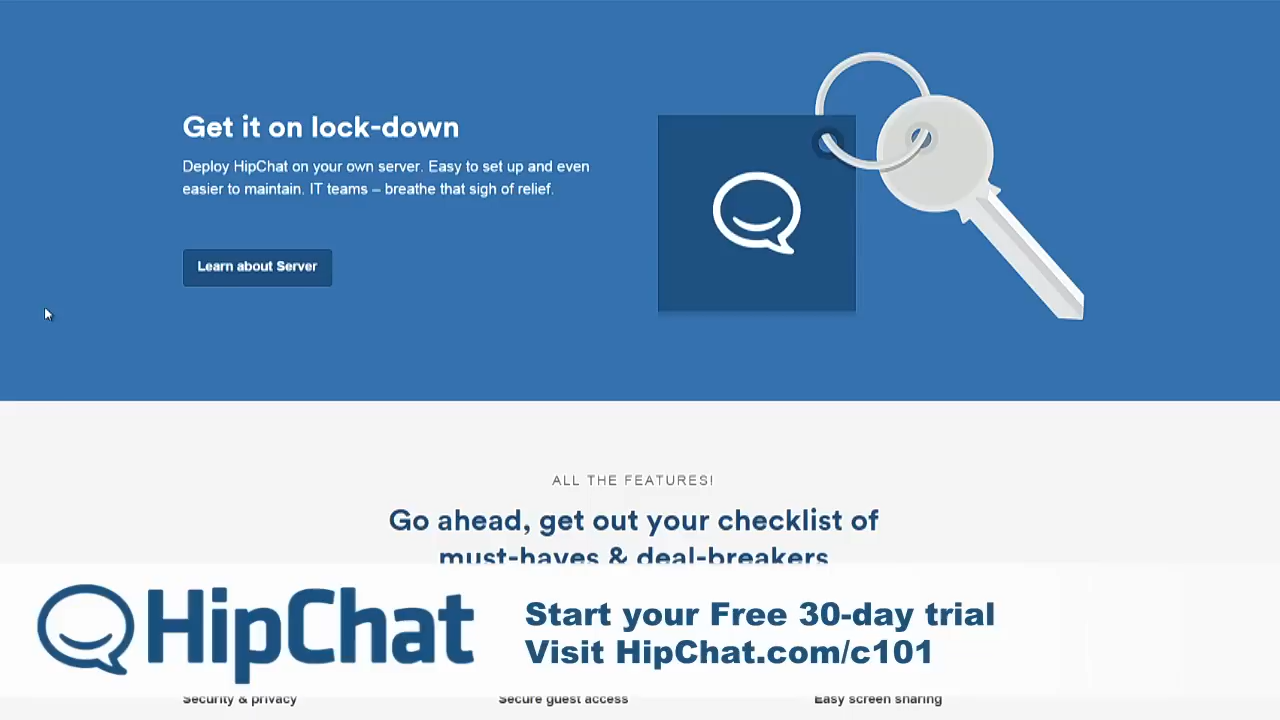 Get it on lock-down
Deploy HipChat on your own server. Easy to set up and even
easier to maintain. IT teams – breathe that sigh of relief.
Learn about Server
ALL THE FEATURES!
Go ahead, get out your checklist of
must-haves & deal-breakers
HipChat
Start your Free 30-day trial
Visit HipChat.com/c101
Security & privacy
Secure guest access
Easy screen sharing